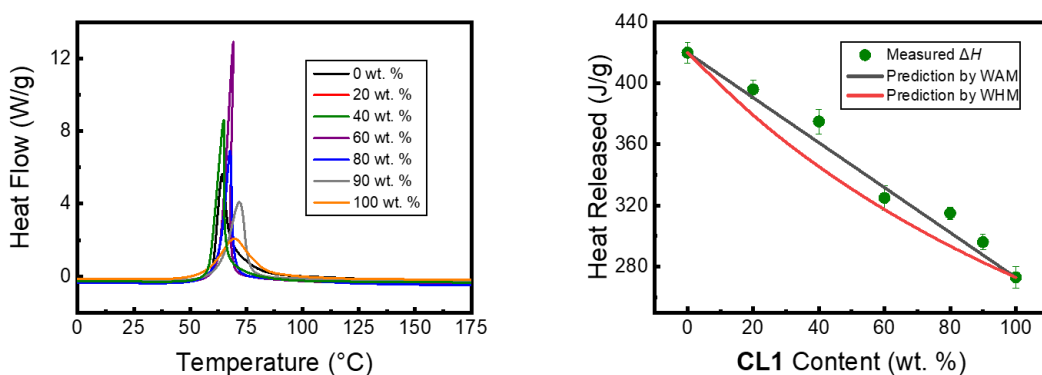 Heat Flow (W/g)
12
8
4
0
0 wt. %
20 wt. %
40 wt. %
60 wt. %
80 wt. %
90 wt. %
100 wt. %
0 25 50 75 100 125 150 175
Temperature (°C)
Heat Released (J/g)
440
400
360
320
280
Measured ΔH
Prediction by WAM
Prediction by WHM
0 20 40 60 80 100
CL1 Content (wt. %)